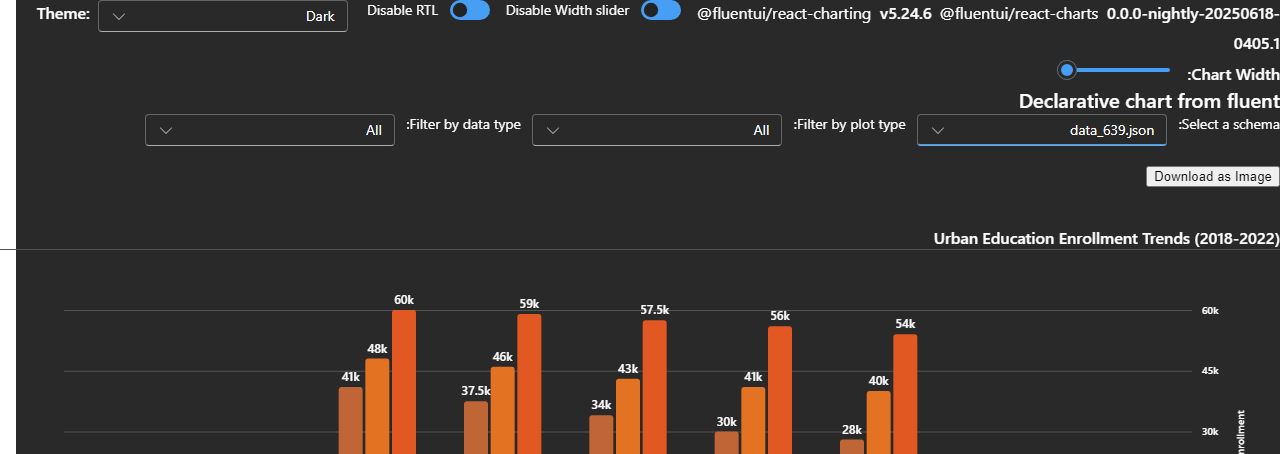 Theme:
Dark
Disable RTL
Disable Width slider
@fluentui/react-charting v5.24.6 @fluentui/react-charts 0.0.0-nightly-20250618-
0405.1
:Chart Width
Declarative chart from fluent
:Select a schema
data_639.json
:Filter by plot type
All
:Filter by data type
All
Download as Image
Urban Education Enrollment Trends (2018-2022)
60k
59k
57.5k
56k
54k
60k
48k
46k
43k
41k
40k
45k
41k
37.5k
34k
30k
28k
30k